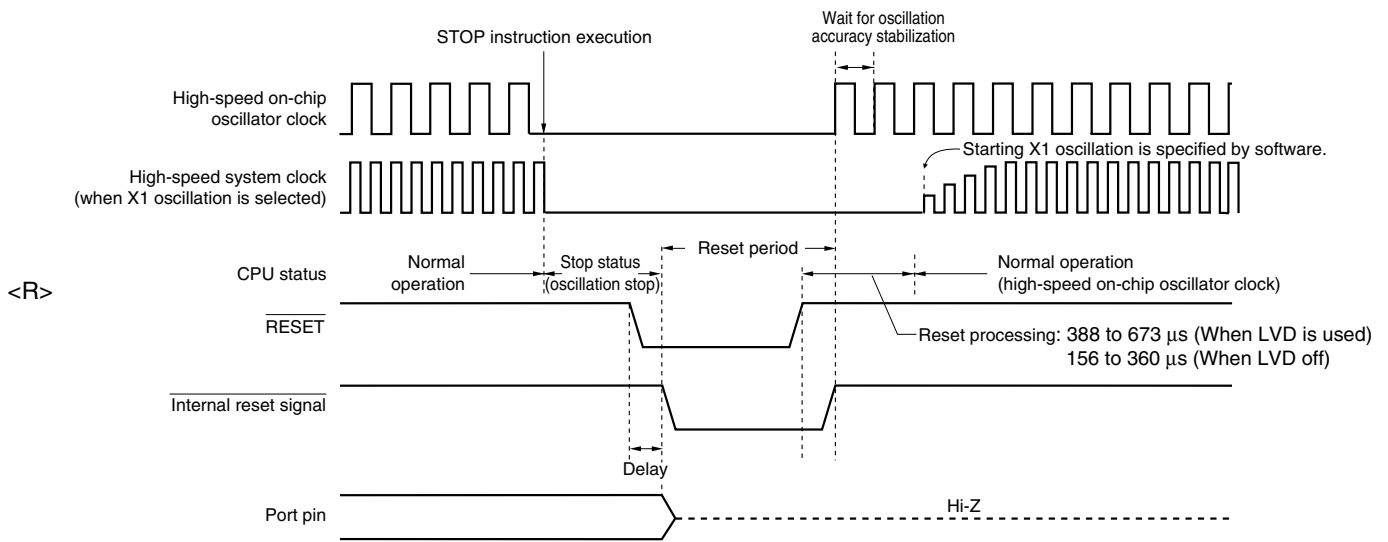 Wait for oscillation
accuracy stabilization
STOP instruction execution
High-speed on-chip
oscillator clock
Starting X1 oscillation is specified by software.
High-speed system clock
(when X1 oscillation is selected)
Reset period
CPU status
Normal
operation
Stop status
(oscillation stop)
Normal operation
(high-speed on-chip oscillator clock)
<R>
RESET
Reset processing: 388 to 673 μs (When LVD is used)
156 to 360 μs (When LVD off)
Internal reset signal
Delay
Port pin
Hi-Z